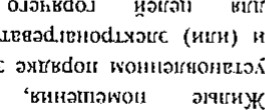 Жилые помещения,
установленном порядке з
и (или) электронагреват
для целей горячего